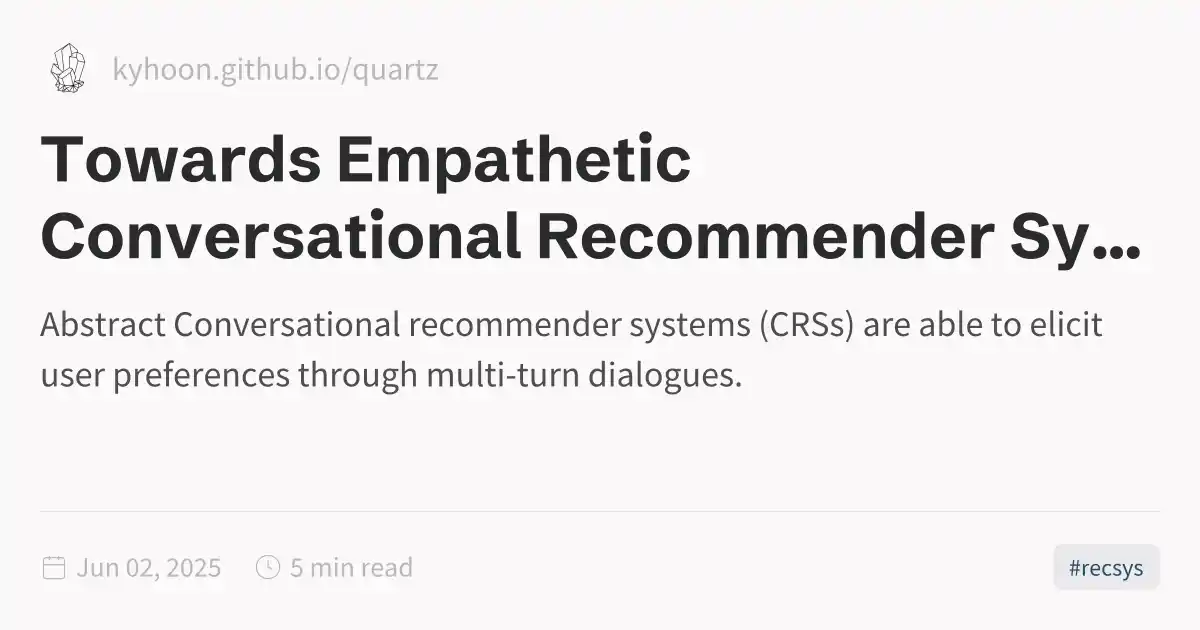 kyhoon.github.io/quartz
Towards Empathetic
Conversational Recommender Sy...
Abstract Conversational recommender systems (CRSs) are able to elicit
user preferences through multi-turn dialogues.
Jun 02, 2025 5 min read #recsys